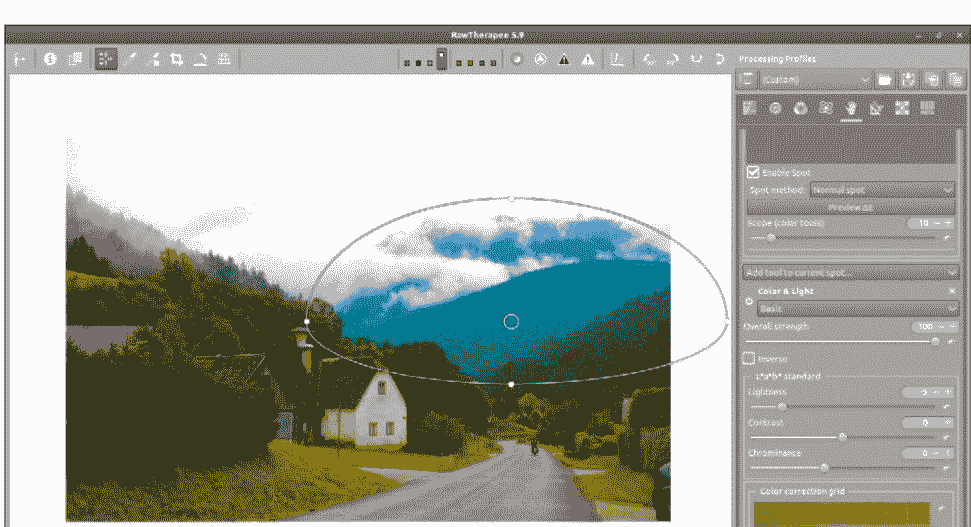 RawTherapee 5.9
Processing Profiles
(Custom)
Enable Spot
Spot method: Normal spot
Preview ΔE
Scope (color tools) 10
Add tool to current spot...
Color & Light
Basic
Overall strength 100
Inverse
L*a*b* standard
Lightness
Contrast 0
Chrominance 0
Color correction grid